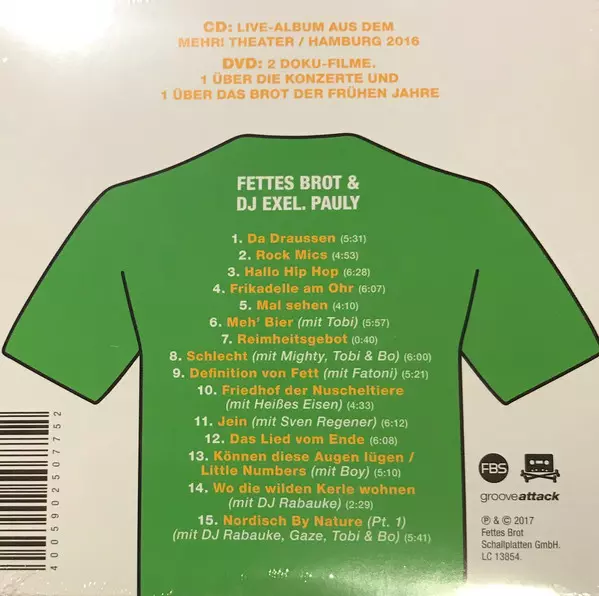 CD: LIVE-ALBUM AUS DEM
MEHR! THEATER / HAMBURG 2016
DVD: 2 DOKU-FILME,
1 ÜBER DIE KONZERTE UND
1 ÜBER DAS BROT DER FRÜHEN JAHRE
FETTES BROT &
DJ EXEL. PAULY
1. Da Draussen (5:31)
2. Rock Mics (4:53)
3. Hallo Hip Hop (6:28)
4. Frikadelle am Ohr (6:07)
5. Mal sehen (4:10)
6. Meh' Bier (mit Tobi) (5:57)
7. Reimheitsgebot (0:40)
8. Schlecht (mit Mighty, Tobi & Bo) (6:00)
9. Definition von Fett (mit Fatoni) (5:21)
10. Friedhof der Nuscheltiere
(mit Heißes Eisen) (4:33)
11. Jein (mit Sven Regener) (6:12)
12. Das Lied vom Ende (6:08)
13. Können diese Augen lügen /
Little Numbers (mit Boy) (5:10)
14. Wo die wilden Kerle wohnen
(mit DJ Rabauke) (2:29)
15. Nordisch By Nature (Pt. 1)
(mit DJ Rabauke, Gaze, Tobi & Bo) (5:41)
4005902507752
FBS
grooveattack
℗ & © 2017
Fettes Brot
Schallplatten GmbH.
LC 13854.